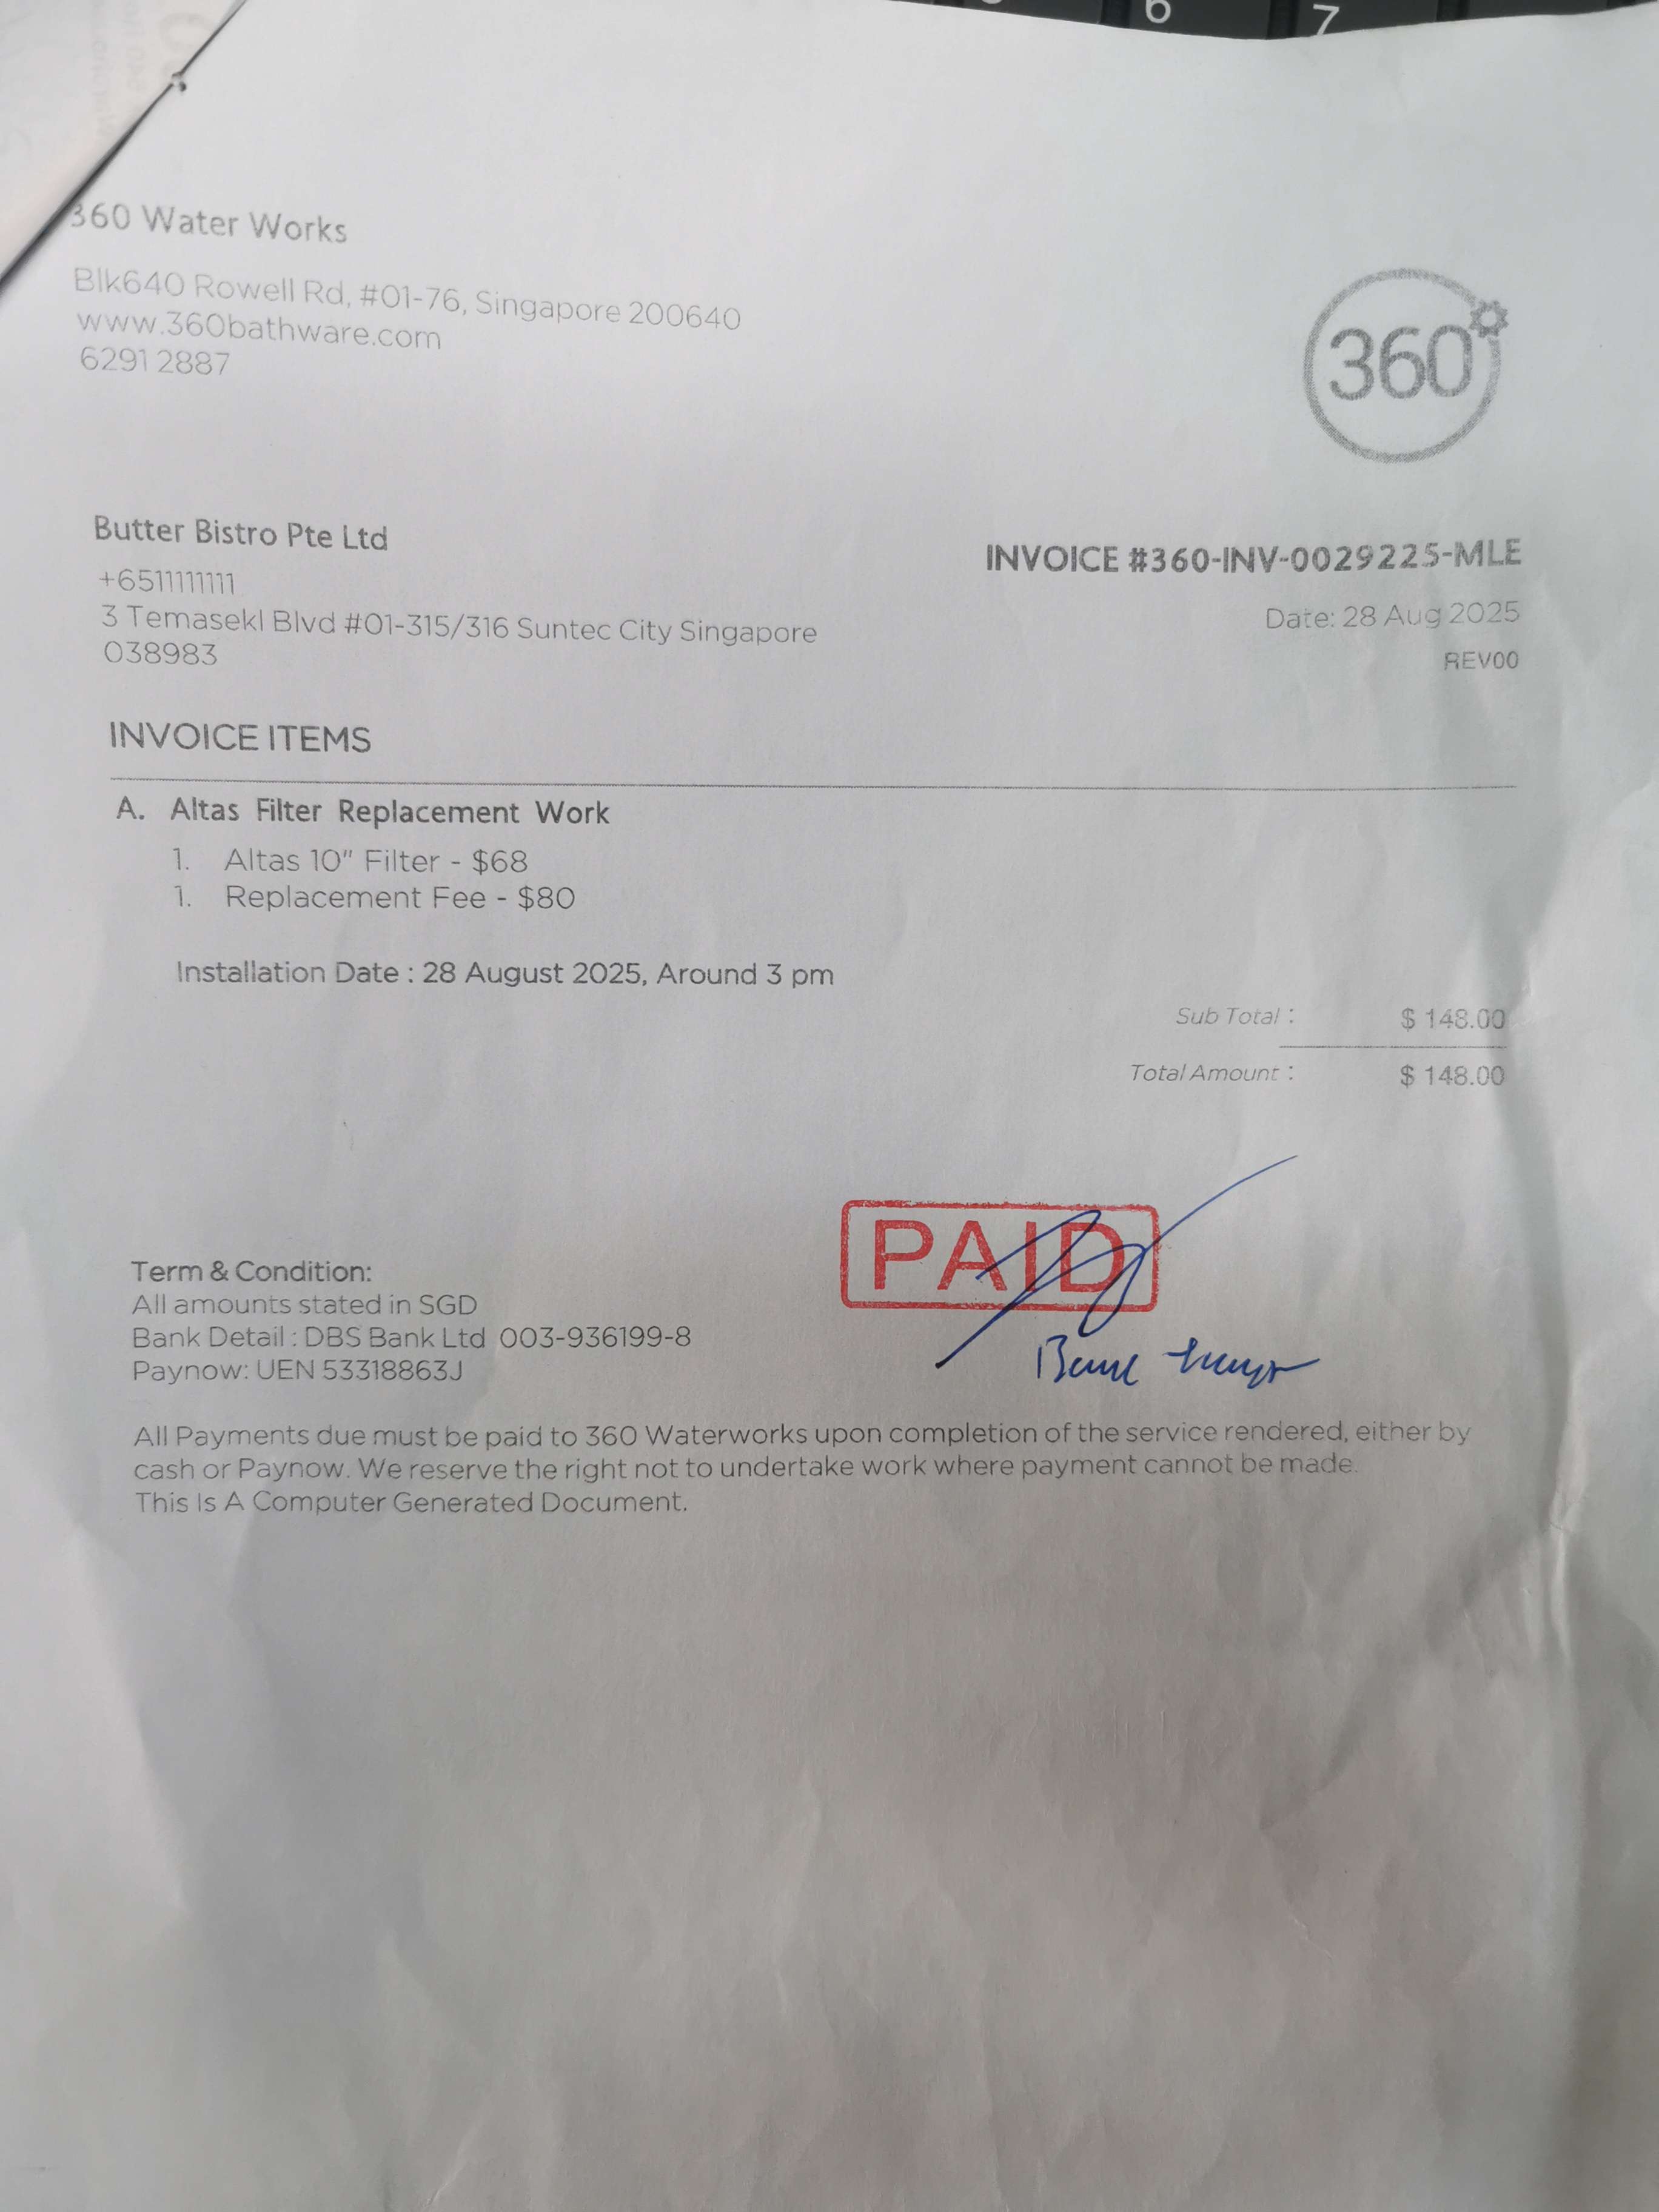 6
7
360 Water Works
Blk640 Rowell Rd, #01-76, Singapore 200640
www.360bathware.com
6291 2887
360
Butter Bistro Pte Ltd
+6511111111
3 Temasekl Blvd #01-315/316 Suntec City Singapore
038983
INVOICE #360-INV-0029225-MLE
Date: 28 Aug 2025
REV00
INVOICE ITEMS
A. Altas Filter Replacement Work
1. Altas 10" Filter - $68
1. Replacement Fee - $80
Installation Date : 28 August 2025, Around 3 pm
Sub Total : $ 148.00
Total Amount : $ 148.00
PAID
Term & Condition:
All amounts stated in SGD
Bank Detail : DBS Bank Ltd 003-936199-8
Paynow: UEN 53318863J
All Payments due must be paid to 360 Waterworks upon completion of the service rendered, either by
cash or Paynow. We reserve the right not to undertake work where payment cannot be made.
This Is A Computer Generated Document.